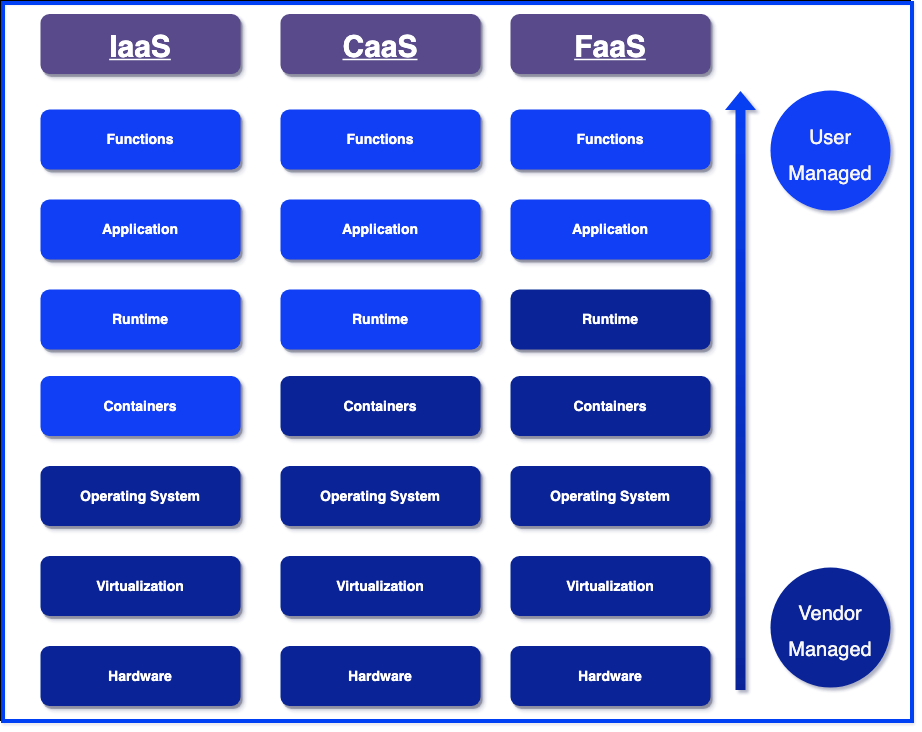 IaaS CaaS FaaS
Functions Functions Functions
User
Managed
Application Application Application
Runtime Runtime Runtime
Containers Containers Containers
Operating System Operating System Operating System
Virtualization Virtualization Virtualization
Vendor
Managed
Hardware Hardware Hardware